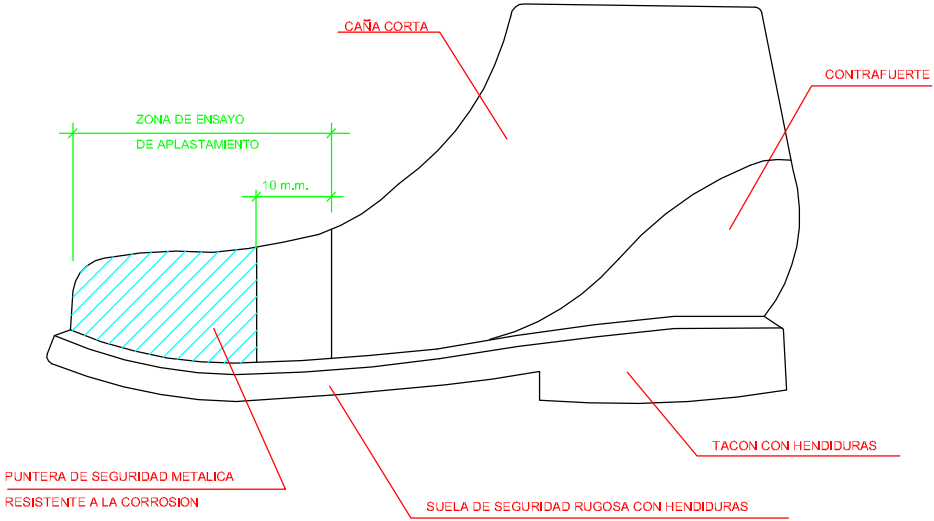 CAÑA CORTA
CONTRAFUERTE
ZONA DE ENSAYO
DE APLASTAMIENTO
10 m.m.
TACON CON HENDIDURAS
PUNTERA DE SEGURIDAD METALICA
RESISTENTE A LA CORROSION
SUELA DE SEGURIDAD RUGOSA CON HENDIDURAS